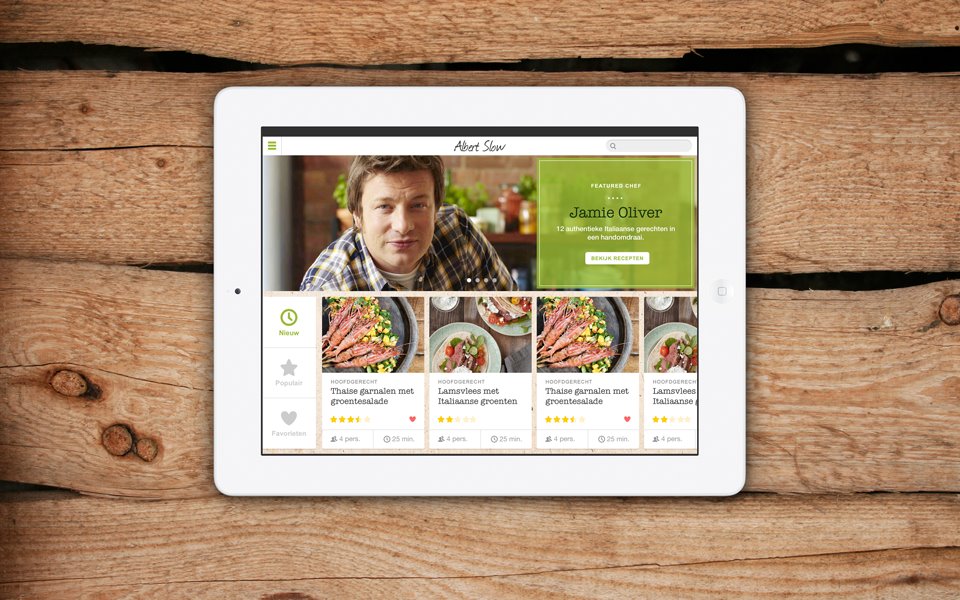 Albert Slow
FEATURED CHEF
Jamie Oliver
12 authentieke Italiaanse gerechten in
een handomdraai.
BEKIJK RECEPTEN
Nieuw
Populair
Favorieten
HOOFDGERECHT
Thaise garnalen met
groentesalade
4 pers.
25 min.
HOOFDGERECHT
Lamsvlees met
Italiaanse groenten
4 pers.
25 min.
HOOFDGERECHT
Thaise garnalen met
groentesalade
4 pers.
25 min.
HOOFDGERECHT
Lamsvlees
Italiaanse g
4 pers.